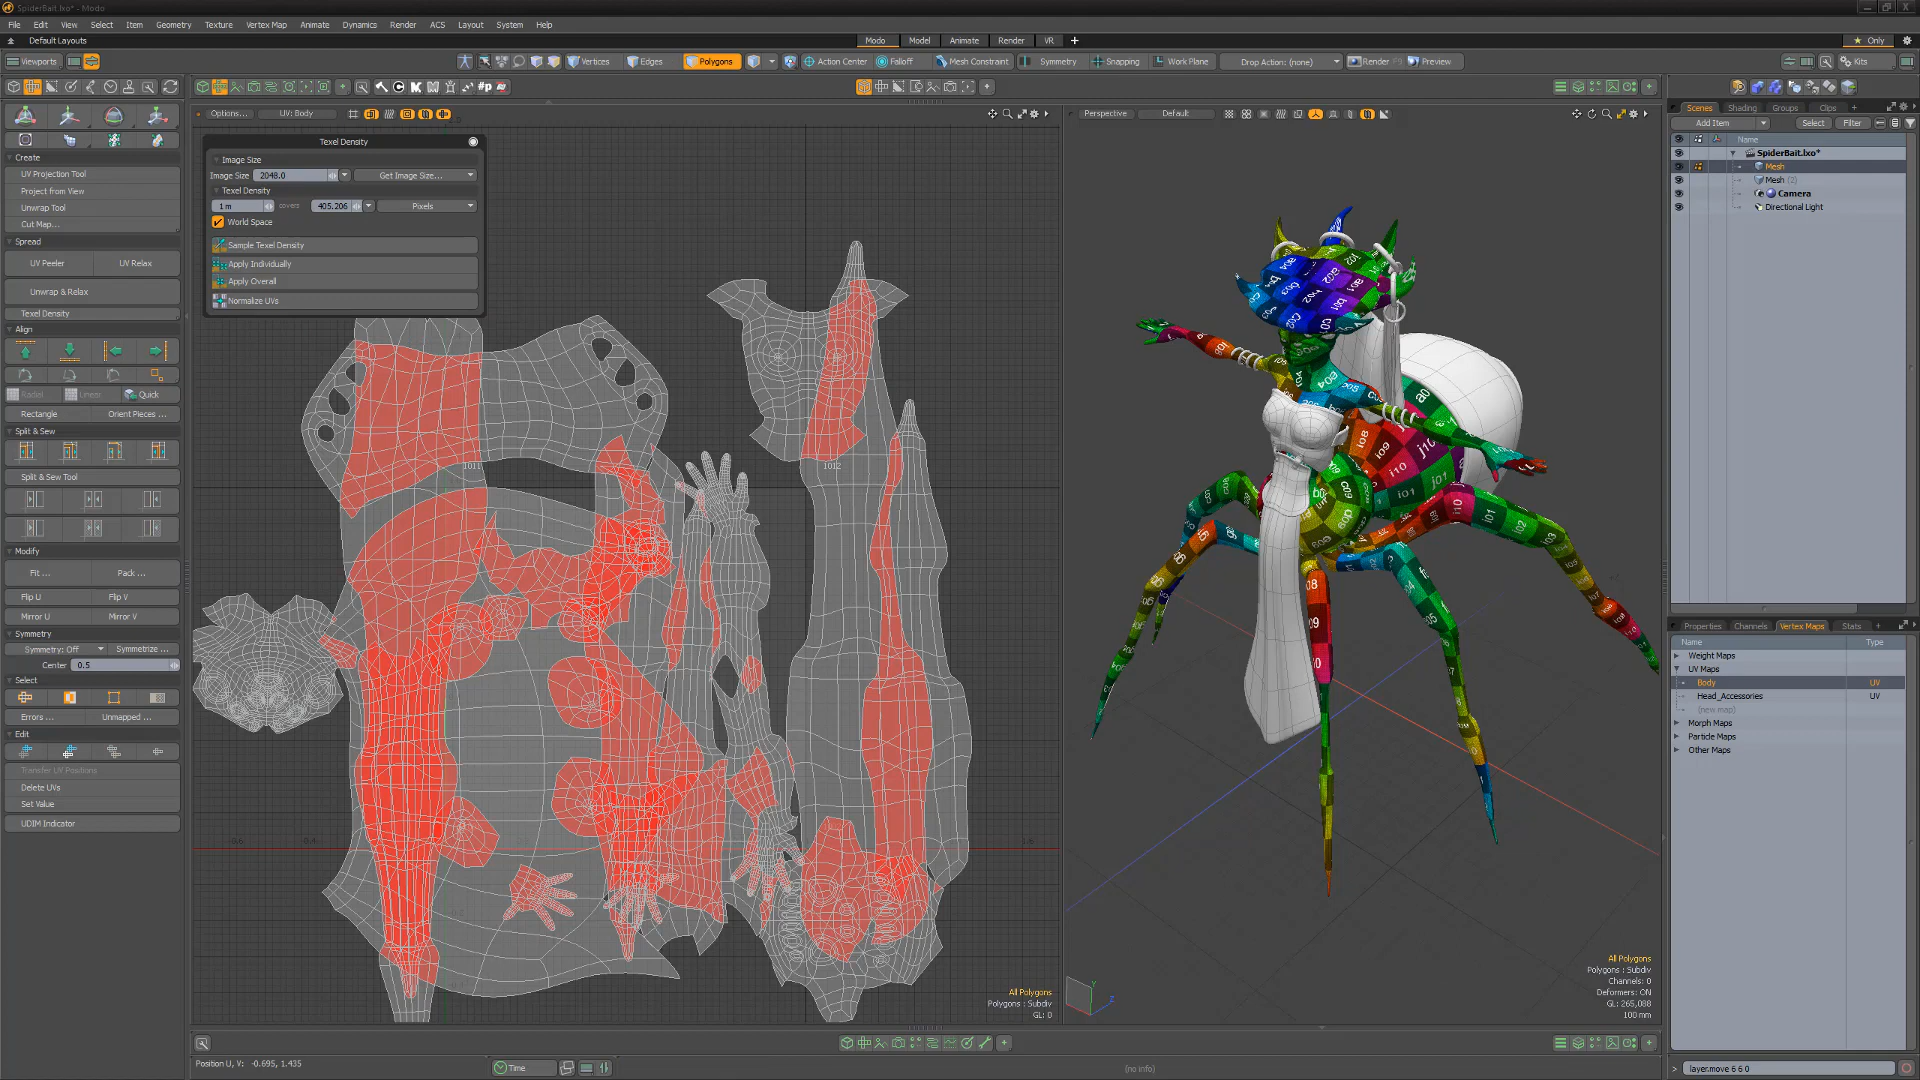 SpiderBait.lxo* - Modo
File Edit View Select Item Geometry Texture Vertex Map Animate Dynamics Render ACS Layout System Help
Default Layouts Modo Model Animate Render VR Only
Viewports Vertices Edges Polygons Action Center Falloff Mesh Constraint Symmetry Snapping Work Plane Drop Action: (none) Render Preview Kits
Options... UV: Body
Perspective Default
Create
UV Projection Tool
Project from View
Unwrap Tool
Cut Map...
Spread
UV Peeler UV Relax
Unwrap & Relax
Texel Density
Align
Radial Linear Quick
Rectangle Orient Pieces ...
Split & Sew
Split & Sew Tool
Modify
Fit ... Pack ...
Flip U Flip V
Mirror U Mirror V
Symmetry
Symmetry: Off Symmetrize ...
Center 0.5
Select
Errors ... Unmapped ...
Edit
Transfer UV Positions
Delete UVs
Set Value
UDIM Indicator
Texel Density
Image Size
Image Size 2048.0 Get Image Size...
Texel Density
1 m covers 405.206 Pixels
World Space
Sample Texel Density
Apply Individually
Apply Overall
Normalize UVs
1011
1012
All Polygons
Polygons : Subdiv
GL: 0
All Polygons
Polygons : Subdiv
Channels: 0
Deformers: ON
GL: 265,088
100 mm
Scenes Shading Groups Clips
Add Item Select Filter
Name
SpiderBait.lxo*
Mesh
Mesh (2)
Camera
Directional Light
Properties Channels Vertex Maps Stats
Name Type
Weight Maps
UV Maps
Body UV
Head_Accessories UV
(new map)
Morph Maps
Particle Maps
Other Maps
Position U, V: -0.695, 1.435
Time
(no info)
layer.move 6 6 0